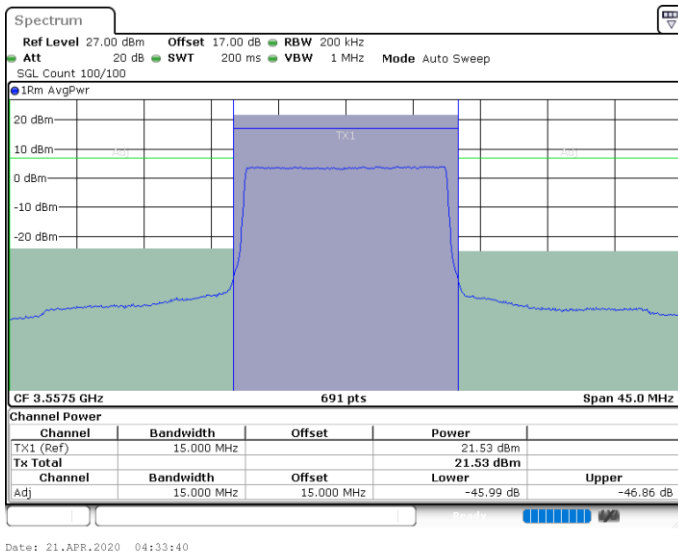 Spectrum
Ref Level 27.00 dBm Offset 17.00 dB RBW 200 kHz
Att 20 dB SWT 200 ms VBW 1 MHz Mode Auto Sweep
SGL Count 100/100
1Rm AvgPwr
20 dBm
TX1
10 dBm Adj Adj
0 dBm
-10 dBm
-20 dBm
CF 3.5575 GHz 691 pts Span 45.0 MHz
Channel Power
Channel Bandwidth Offset Power
TX1 (Ref) 15.000 MHz 21.53 dBm
Tx Total 21.53 dBm
Channel Bandwidth Offset Lower Upper
Adj 15.000 MHz 15.000 MHz -45.99 dB -46.86 dB
Ready
Date: 21.APR.2020 04:33:40